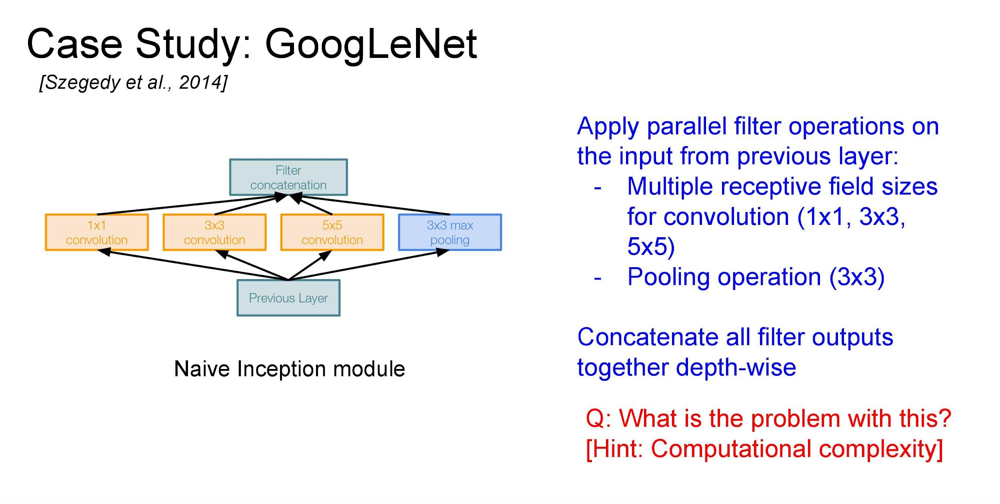 Case Study: GoogLeNet
[Szegedy et al., 2014]
Filter
concatenation
1x1
convolution
3x3
convolution
5x5
convolution
3x3 max
pooling
Previous Layer
Naive Inception module
Apply parallel filter operations on
the input from previous layer:
- Multiple receptive field sizes
for convolution (1x1, 3x3,
5x5)
- Pooling operation (3x3)
Concatenate all filter outputs
together depth-wise
Q: What is the problem with this?
[Hint: Computational complexity]